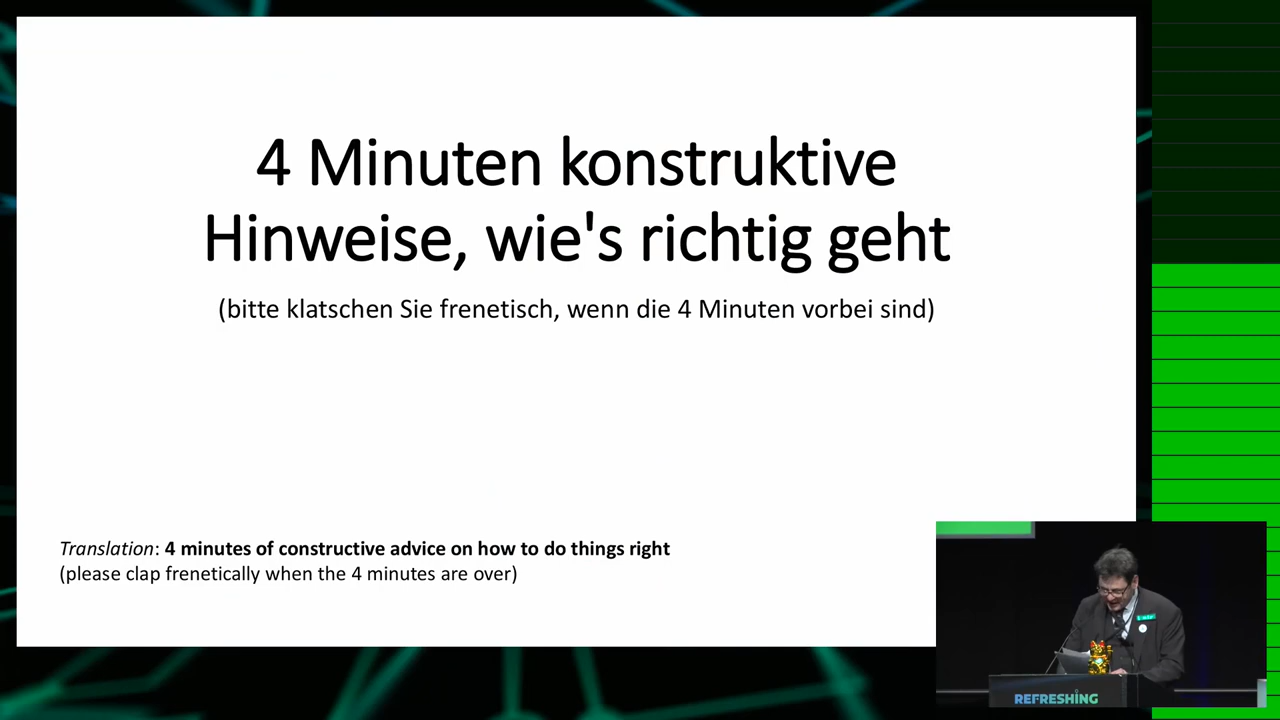 4 Minuten konstruktive
Hinweise, wie's richtig geht
(bitte klatschen Sie frenetisch, wenn die 4 Minuten vorbei sind)
Translation: 4 minutes of constructive advice on how to do things right
(please clap frenetically when the 4 minutes are over)
REFRESHING